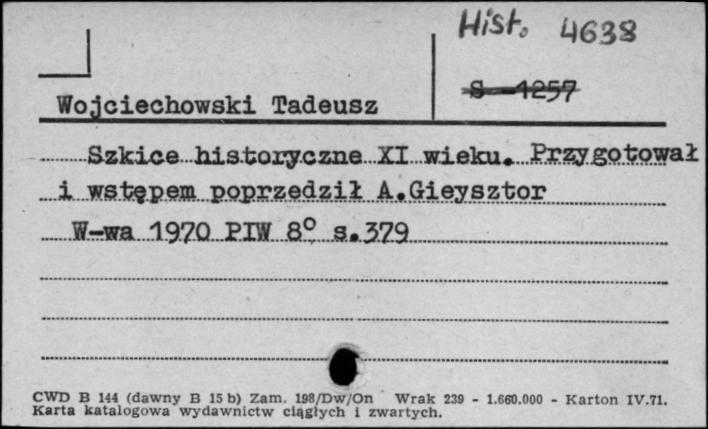 Hist. 4638
S - 1257
Wojciechowski Tadeusz
Szkice historyczne XI wieku. Przygotował
i wstępem poprzedził A.Gieysztor
W-wa 1970 PIW 8° s.379
CWD B 144 (dawny B 15 b) Zam. 198/Dw/On Wrak 239 - 1.660.000 - Karton IV.71.
Karta katalogowa wydawnictw ciągłych i zwartych.